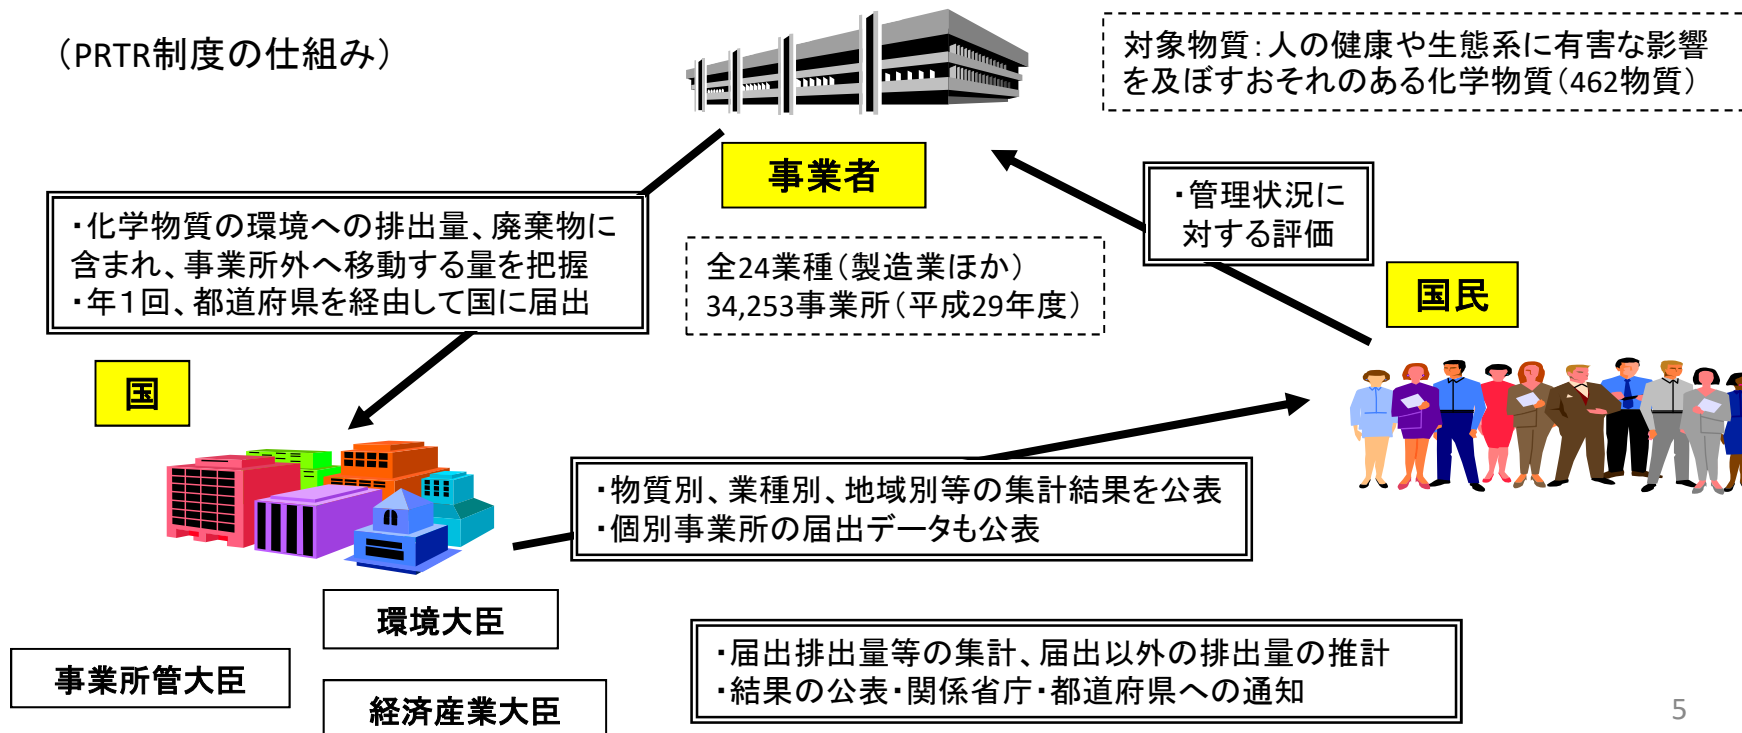 （PRTR制度の仕組み）
対象物質：人の健康や生態系に有害な影響
を及ぼすおそれのある化学物質（462物質）
事業者
・化学物質の環境への排出量、廃棄物に
含まれ、事業所外へ移動する量を把握
・年１回、都道府県を経由して国に届出
全24業種（製造業ほか）
34,253事業所（平成29年度）
・管理状況に
対する評価
国民
国
・物質別、業種別、地域別等の集計結果を公表
・個別事業所の届出データも公表
環境大臣
事業所管大臣
経済産業大臣
・届出排出量等の集計、届出以外の排出量の推計
・結果の公表・関係省庁・都道府県への通知
5